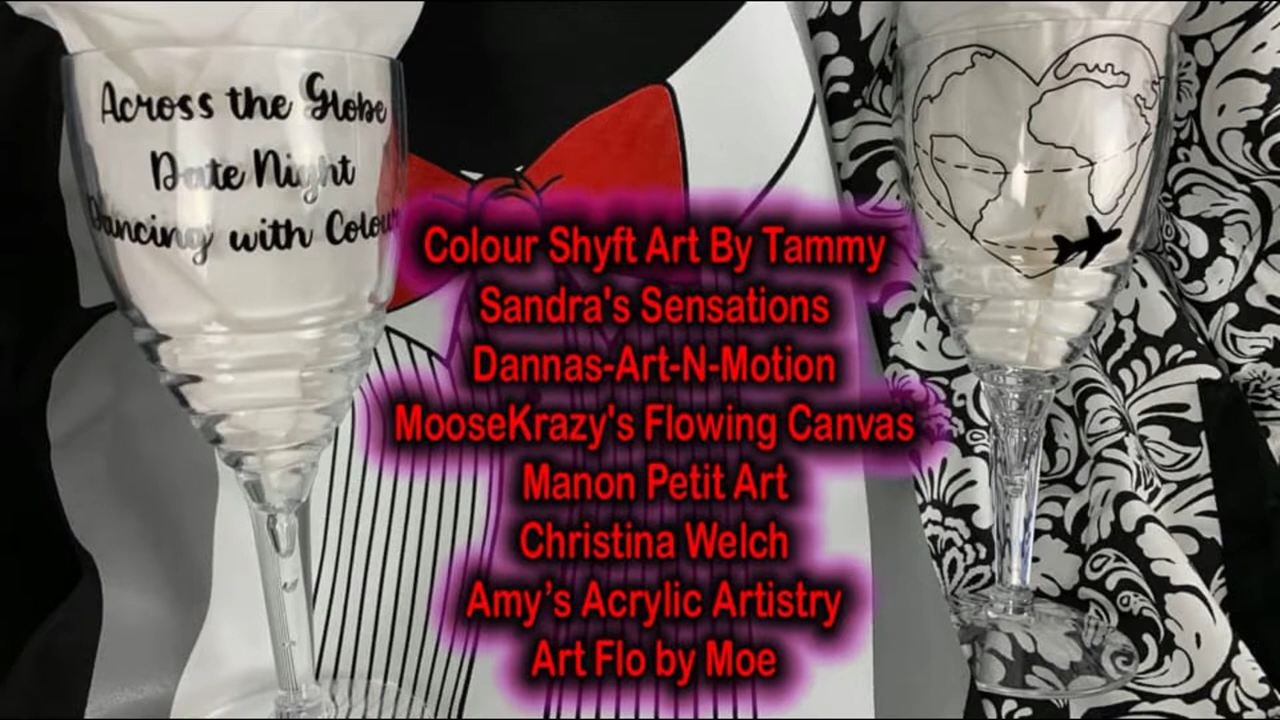 Across the Globe
Date Night
Dancing with Colour
Colour Shyft Art By Tammy
Sandra's Sensations
Dannas-Art-N-Motion
MooseKrazy's Flowing Canvas
Manon Petit Art
Christina Welch
Amy’s Acrylic Artistry
Art Flo by Moe